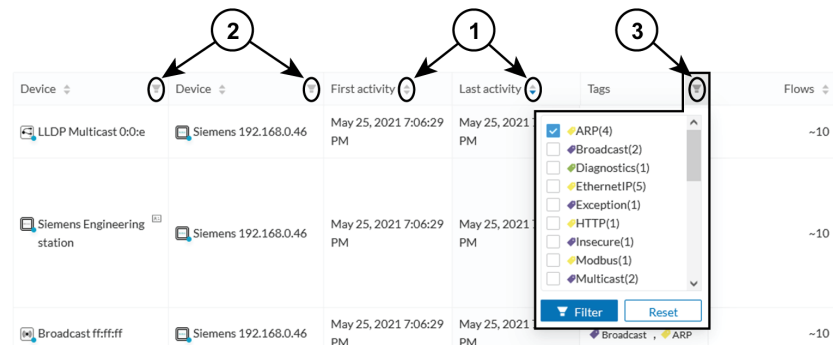 2
1
3
Device
Device
First activity
Last activity
Tags
Flows
LLDP Multicast 0:0:e
Siemens 192.168.0.46
May 25, 2021 7:06:29
PM
May 25, 2021
PM
~10
ARP(4)
Broadcast(2)
Diagnostics(1)
EthernetIP(5)
Exception(1)
HTTP(1)
Insecure(1)
Modbus(1)
Multicast(2)
Filter
Reset
Siemens Engineering
station
Siemens 192.168.0.46
May 25, 2021 7:06:29
PM
May 25, 2021
PM
~10
Broadcast ff:ff:ff
Siemens 192.168.0.46
May 25, 2021 7:06:29
PM
May 25, 2021
PM
Broadcast , ARP
~10